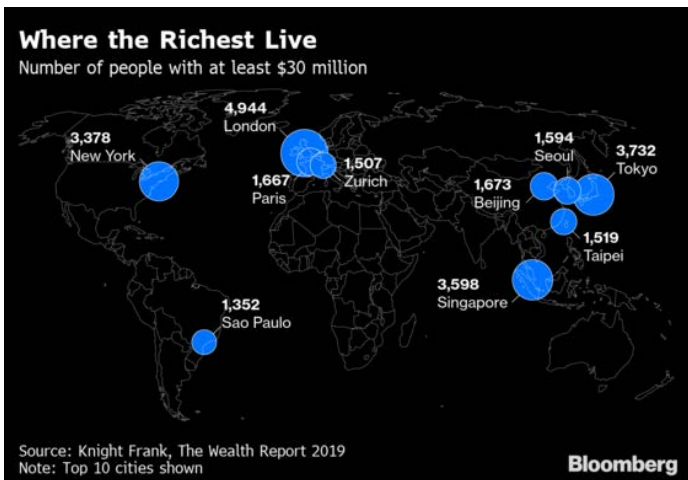 Where the Richest Live
Number of people with at least $30 million
4,944
London
3,378
New York
1,594
Seoul
3,732
Tokyo
1,507
Zurich
1,667
Paris
1,673
Beijing
1,519
Taipei
3,598
Singapore
1,352
Sao Paulo
Source: Knight Frank, The Wealth Report 2019
Note: Top 10 cities shown
Bloomberg